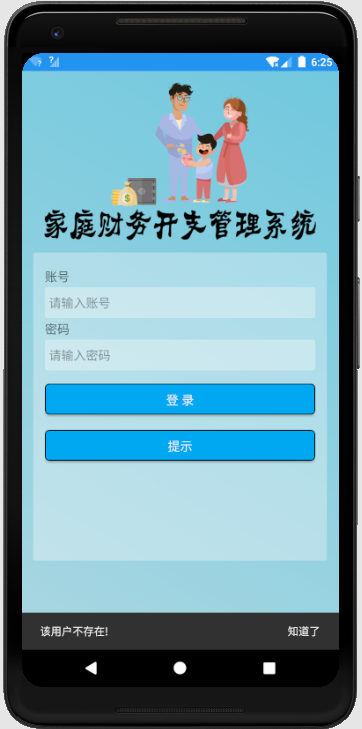 6:25
家庭财务开支管理系统
账号
请输入账号
密码
请输入密码
登 录
提示
该用户不存在!
知道了